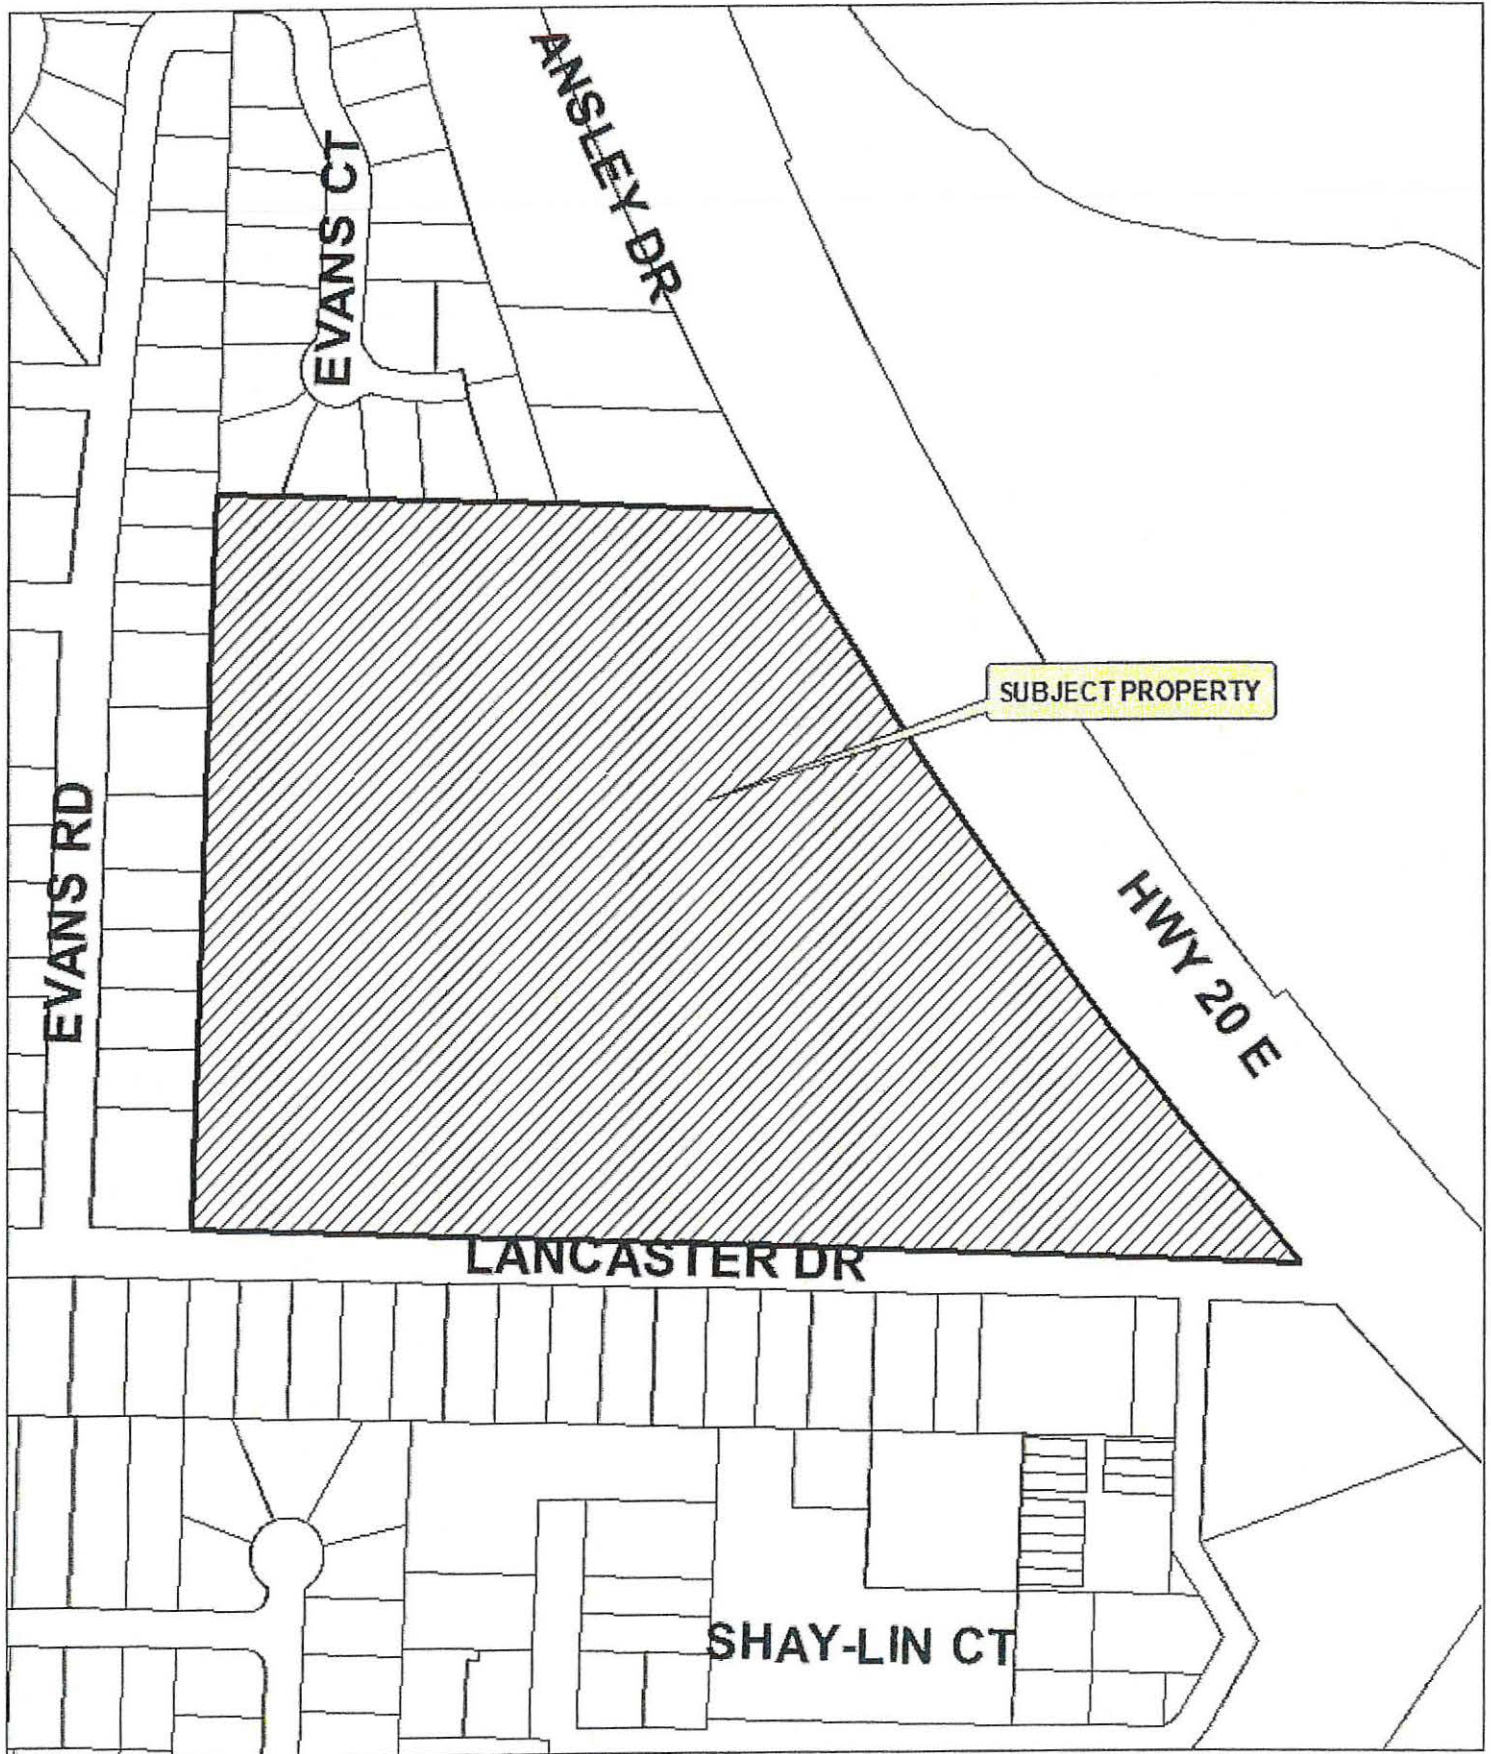 ANSLEY DR
EVANS CT
SUBJECT PROPERTY
EVANS RD
HWY 20 E
LANCASTER DR
SHAY-LIN CT